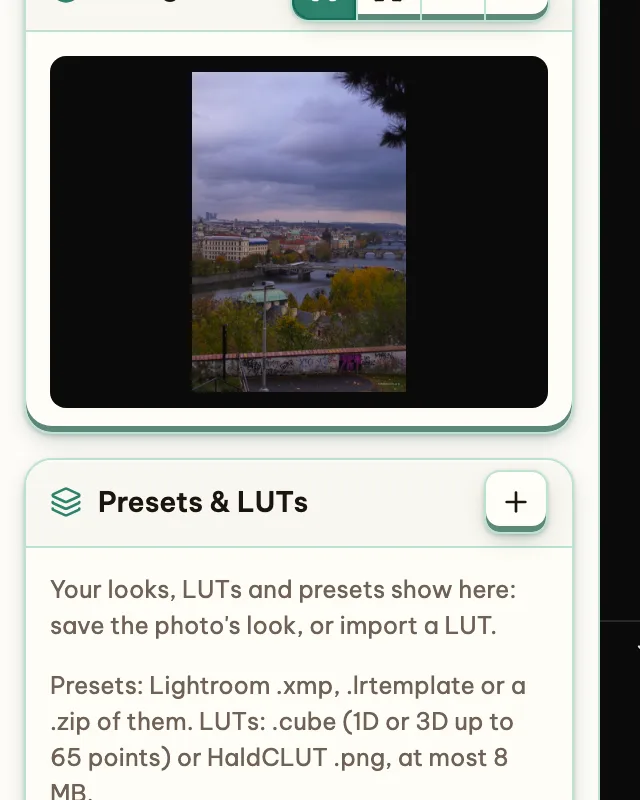 Presets & LUTs
Your looks, LUTs and presets show here:
save the photo's look, or import a LUT.
Presets: Lightroom .xmp, .lrtemplate or a
.zip of them. LUTs: .cube (1D or 3D up to
65 points) or HaldCLUT .png, at most 8
MB.